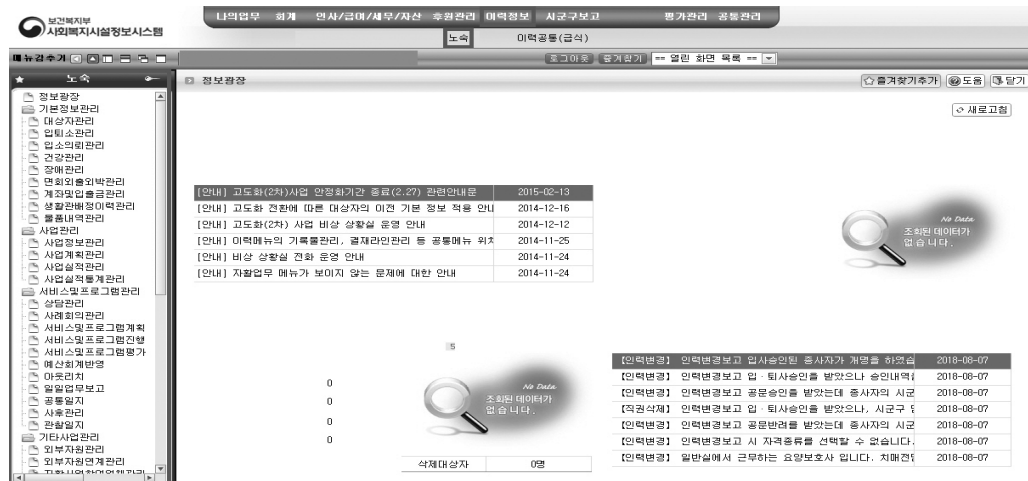 보건복지부
사회복지시설정보시스템
나의업무 회계 인사/급여/세무/자산 후원관리 이력정보 시군구보고 평가관리 공통관리
노숙 이력공통(급식)
메뉴감추기
로그아웃 즐겨찾기 == 열린 화면 목록 ==
노숙
정보광장
즐겨찾기추가 도움 닫기
새로고침
정보광장
기본정보관리
대상자관리
입퇴소관리
입소의뢰관리
건강관리
장애관리
면회외출외박관리
계좌및입출금관리
생활관배정이력관리
물품내역관리
사업관리
사업정보관리
사업계획관리
사업실적관리
사업실적통계관리
서비스및프로그램관리
상담관리
사례회의관리
서비스및프로그램계획
서비스및프로그램진행
서비스및프로그램평가
예산회계반영
아웃리치
일일업무보고
공통일지
사후관리
관찰일지
기타사업관리
외부자원관리
외부자원연계관리
[안내] 고도화(2차)사업 안정화기간 종료(2.27) 관련안내문 2015-02-13
[안내] 고도화 전환에 따른 대상자의 이전 기본 정보 적용 안내 2014-12-16
[안내] 고도화(2차) 사업 비상 상황실 운영 안내 2014-12-12
[안내] 이력메뉴의 기록물관리, 결재라인관리 등 공통메뉴 위치 2014-11-25
[안내] 비상 상황실 전화 운영 안내 2014-11-24
[안내] 자활업무 메뉴가 보이지 않는 문제에 대한 안내 2014-11-24
No Data
조회된 데이터가
없습니다.
5
0
0
0
0
No Data
조회된 데이터가
없습니다.
삭제대상자 0명
【인력변경】 인력변경보고 입사승인된 종사자가 개명을 하였습 2018-08-07
【인력변경】 인력변경보고 입·퇴사승인을 받았으나 승인내역을 2018-08-07
【인력변경】 인력변경보고 공문승인을 받았는데 종사자의 시군 2018-08-07
【직권삭제】 인력변경보고 입·퇴사승인을 받았으나, 시군구 2018-08-07
【인력변경】 인력변경보고 공문반려를 받았는데 종사자의 시군 2018-08-07
【인력변경】 인력변경보고 시 자격종류를 선택할 수 없습니다. 2018-08-07
【인력변경】 일반실에서 근무하는 요양보호사 입니다. 치매전 2018-08-07